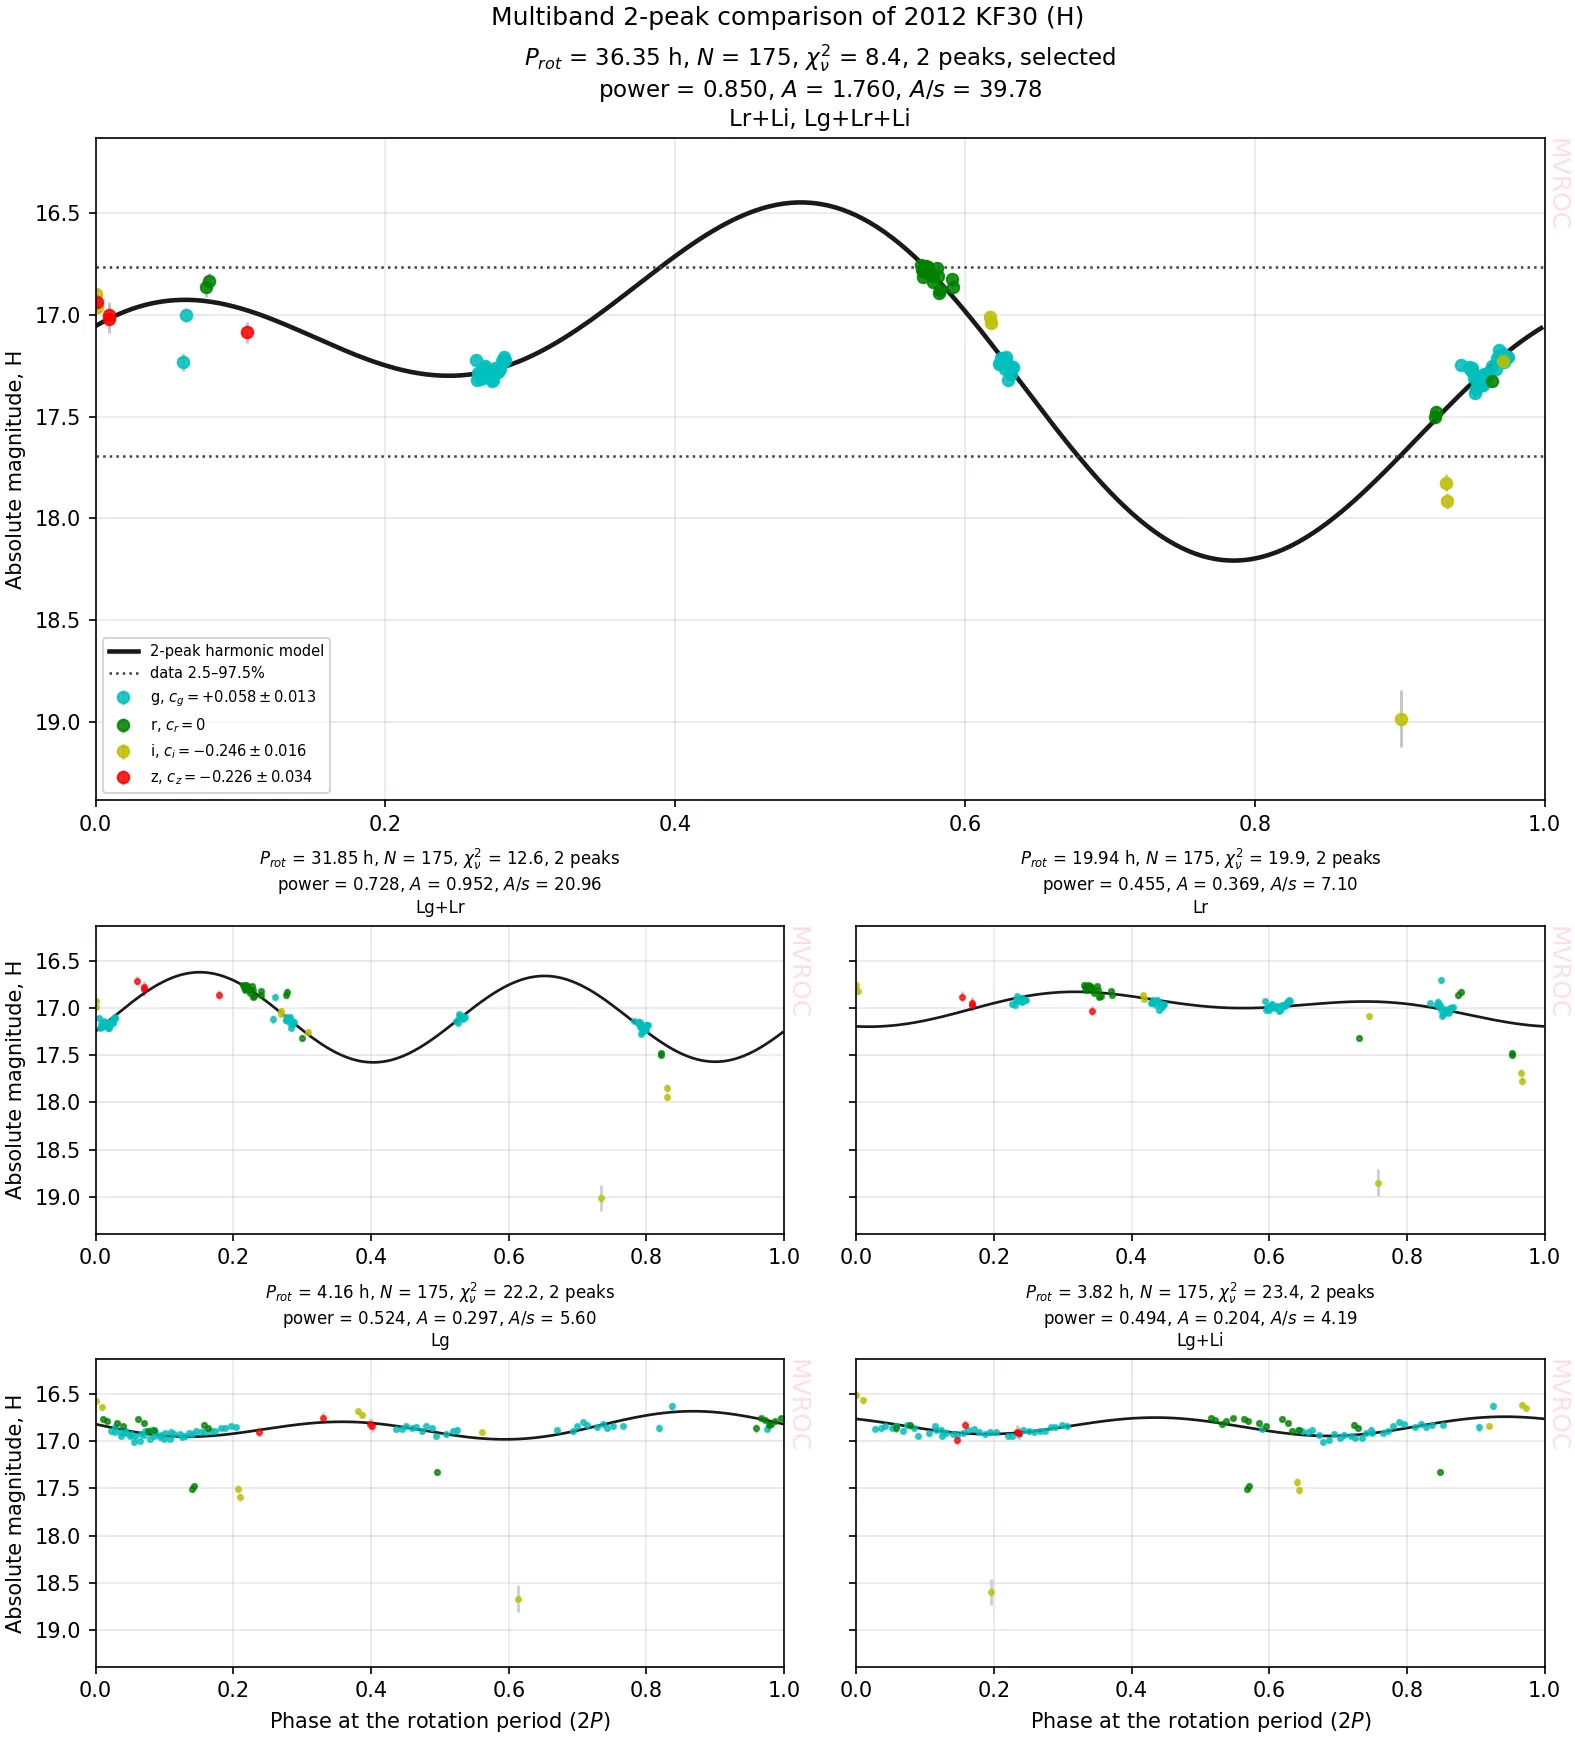 Multiband 2-peak comparison of 2012 KF30 (H)
P_rot = 36.35 h, N = 175, χ²_ν = 8.4, 2 peaks, selected
power = 0.850, A = 1.760, A/s = 39.78
Lr+Li, Lg+Lr+Li
MVROC
Absolute magnitude, H
16.5
17.0
17.5
18.0
18.5
19.0
2-peak harmonic model
data 2.5–97.5%
g, c_g = +0.058 ± 0.013
r, c_r = 0
i, c_i = −0.246 ± 0.016
z, c_z = −0.226 ± 0.034
0.0 0.2 0.4 0.6 0.8 1.0
P_rot = 31.85 h, N = 175, χ²_ν = 12.6, 2 peaks
power = 0.728, A = 0.952, A/s = 20.96
Lg+Lr
MVROC
Absolute magnitude, H
16.5
17.0
17.5
18.0
18.5
19.0
0.0 0.2 0.4 0.6 0.8 1.0
P_rot = 19.94 h, N = 175, χ²_ν = 19.9, 2 peaks
power = 0.455, A = 0.369, A/s = 7.10
Lr
MVROC
0.0 0.2 0.4 0.6 0.8 1.0
P_rot = 4.16 h, N = 175, χ²_ν = 22.2, 2 peaks
power = 0.524, A = 0.297, A/s = 5.60
Lg
MVROC
Absolute magnitude, H
16.5
17.0
17.5
18.0
18.5
19.0
0.0 0.2 0.4 0.6 0.8 1.0
Phase at the rotation period (2P)
P_rot = 3.82 h, N = 175, χ²_ν = 23.4, 2 peaks
power = 0.494, A = 0.204, A/s = 4.19
Lg+Li
MVROC
0.0 0.2 0.4 0.6 0.8 1.0
Phase at the rotation period (2P)